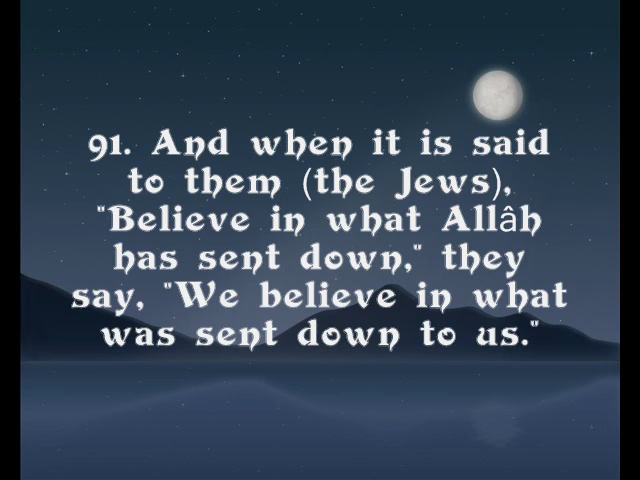 91. And when it is said
to them (the Jews),
"Believe in what Allâh
has sent down," they
say, "We believe in what
was sent down to us."